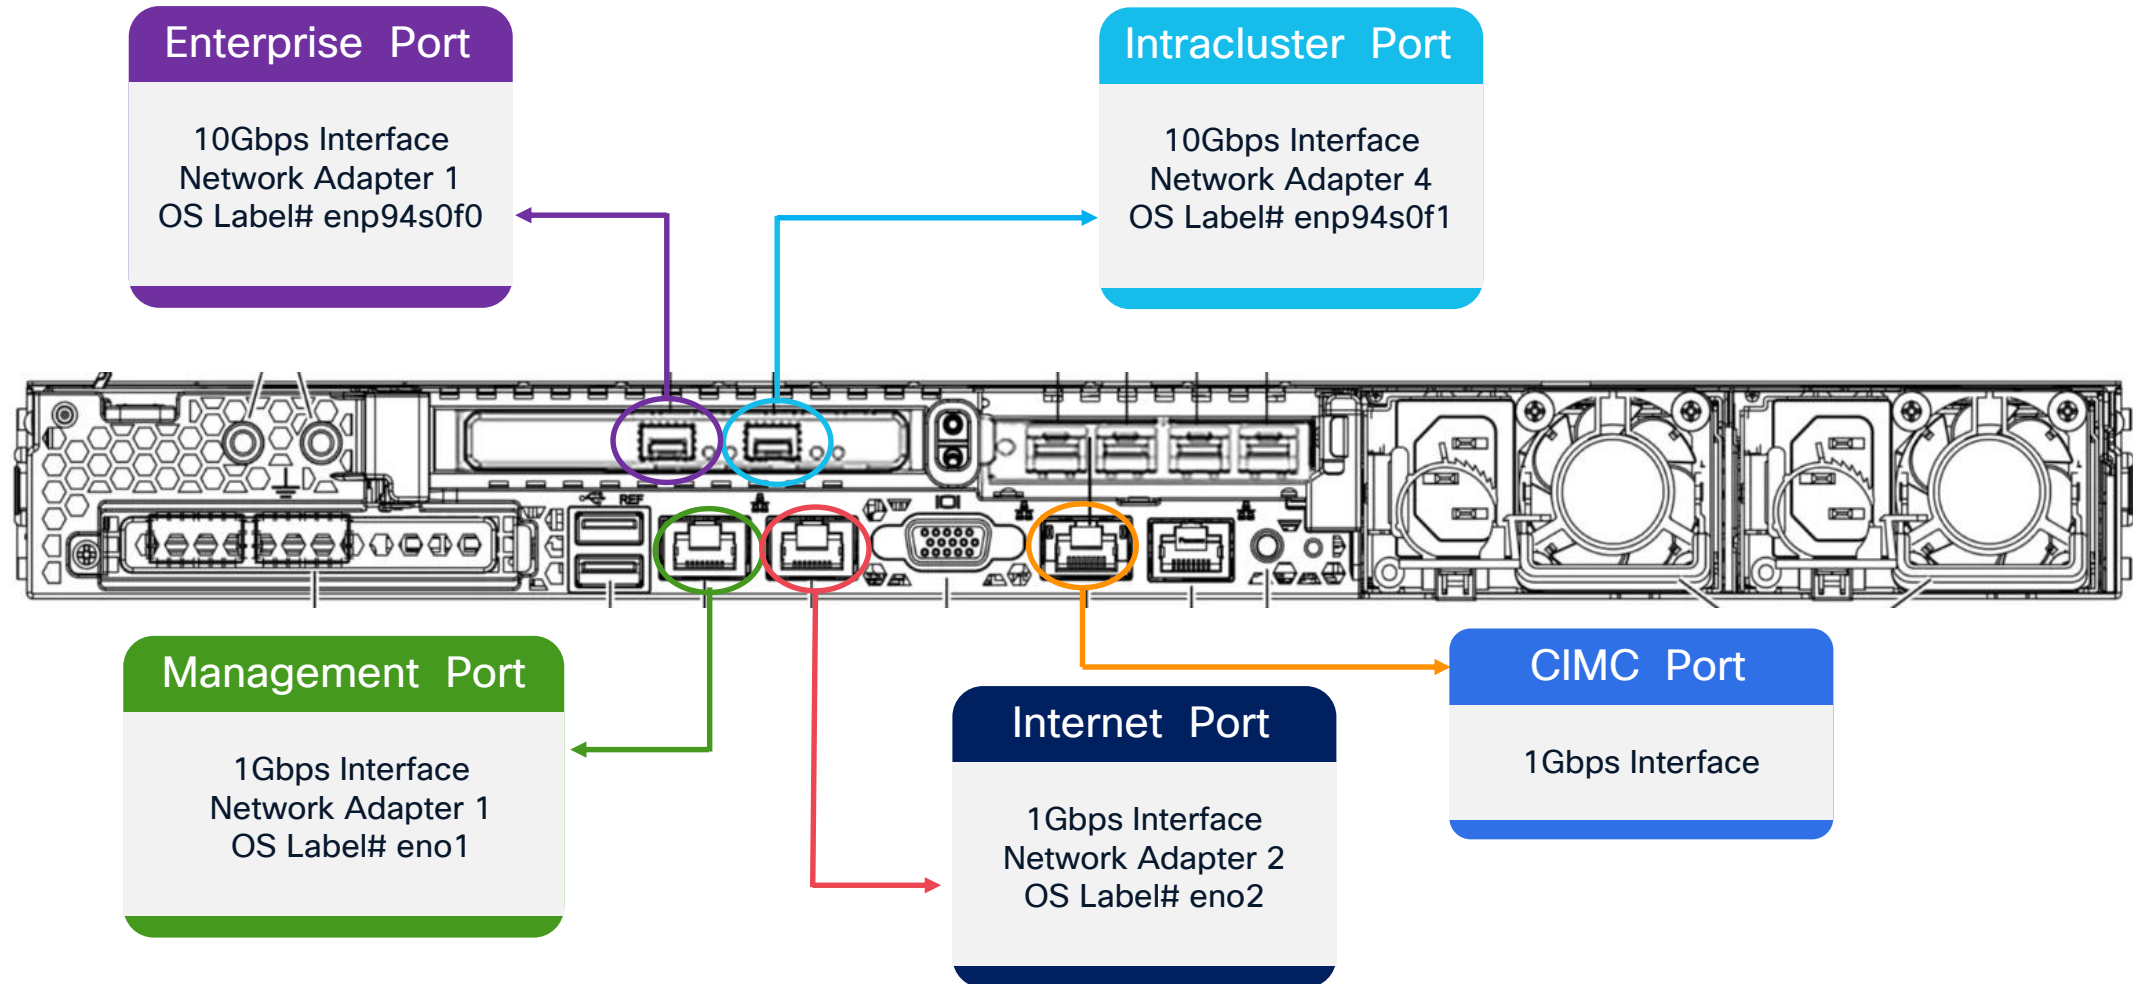 Enterprise Port
10Gbps Interface
Network Adapter 1
OS Label# enp94s0f0
Intracluster Port
10Gbps Interface
Network Adapter 4
OS Label# enp94s0f1
REF
Management Port
1Gbps Interface
Network Adapter 1
OS Label# eno1
Internet Port
1Gbps Interface
Network Adapter 2
OS Label# eno2
CIMC Port
1Gbps Interface